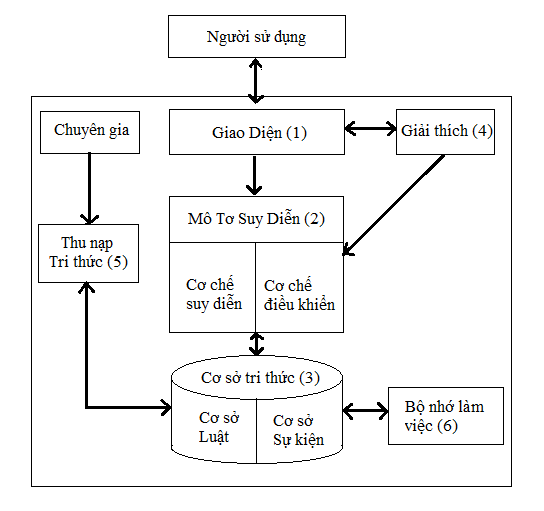 Người sử dụng
Chuyên gia
Giao Diện (1)
Giải thích (4)
Mô Tơ Suy Diễn (2)
Thu nạp
Tri thức (5)
Cơ chế
suy diễn
Cơ chế
điều khiển
Cơ sở tri thức (3)
Cơ sở
Luật
Cơ sở
Sự kiện
Bộ nhớ làm
việc (6)